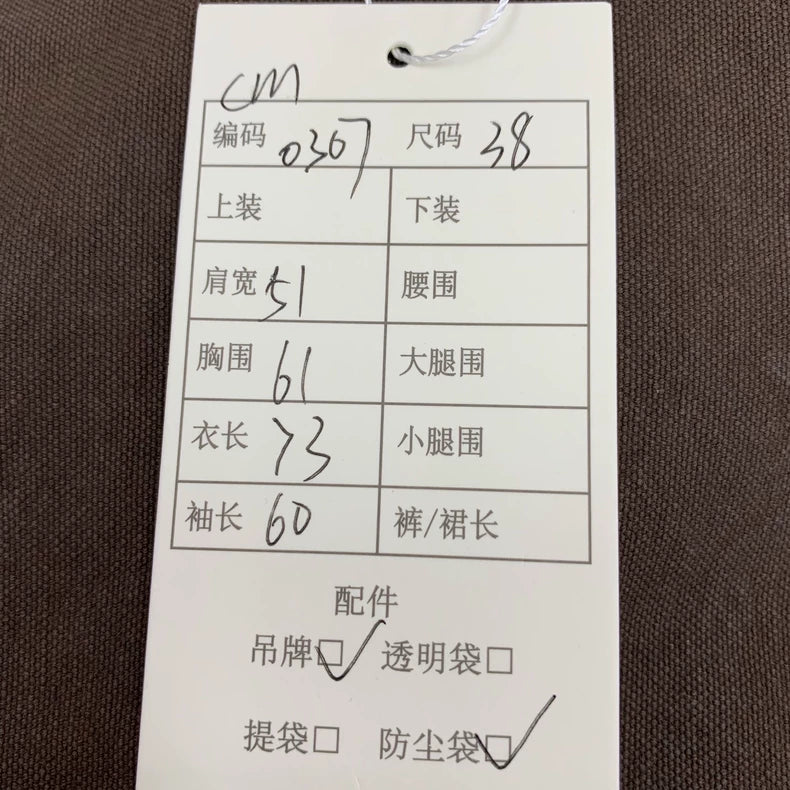 CM
编码 0367 尺码 38
上装 下装
肩宽 51 腰围
胸围 61 大腿围
衣长 73 小腿围
袖长 60 裤/裙长
配件
吊牌□✓ 透明袋□
提袋□ 防尘袋□✓